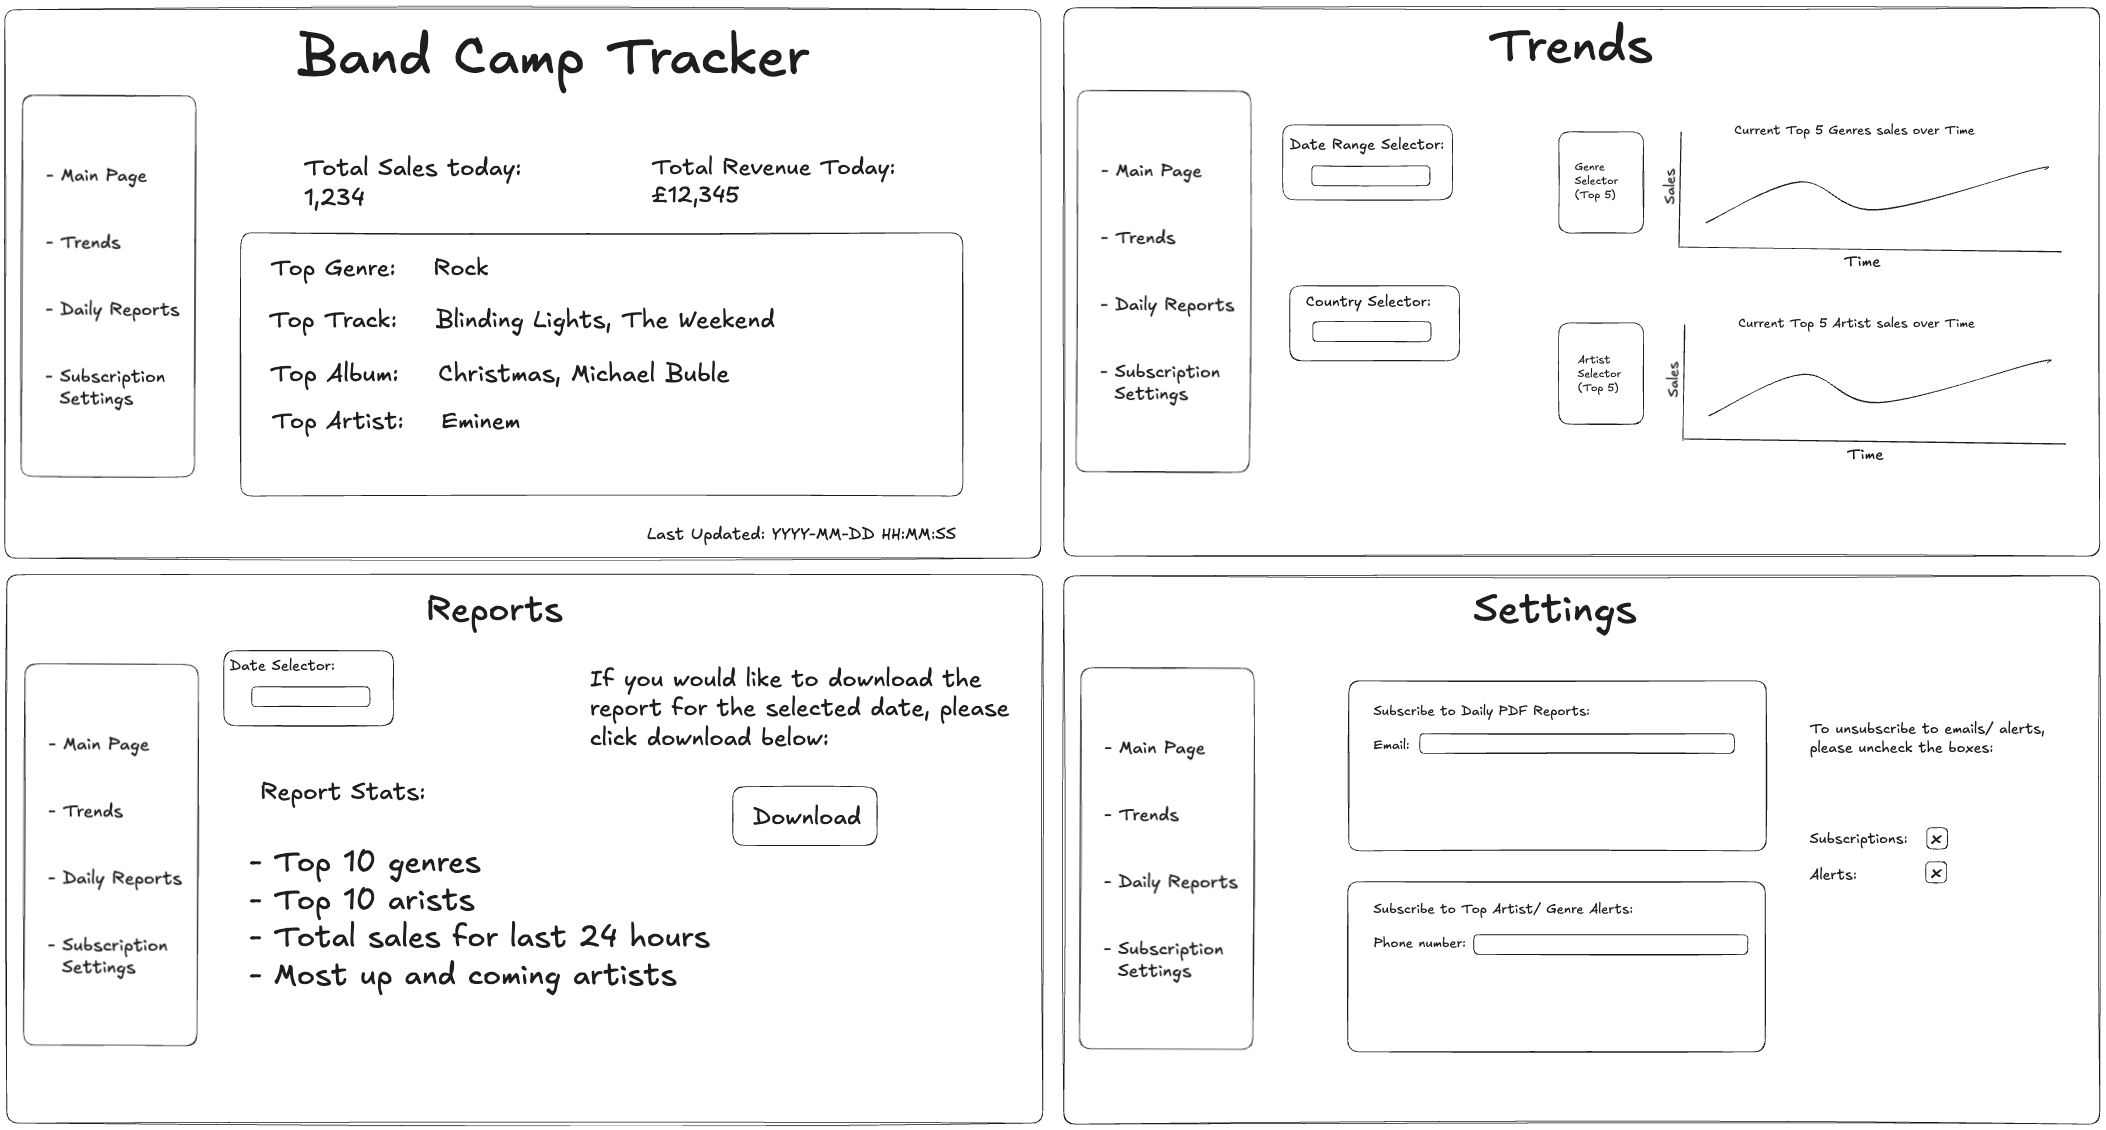 Band Camp Tracker
- Main Page
- Trends
- Daily Reports
- Subscription
Settings
Total Sales today:
1,234
Total Revenue Today:
£12,345
Top Genre: Rock
Top Track: Blinding Lights, The Weekend
Top Album: Christmas, Michael Buble
Top Artist: Eminem
Last Updated: YYYY-MM-DD HH:MM:SS
Trends
- Main Page
- Trends
- Daily Reports
- Subscription
Settings
Date Range Selector:
Country Selector:
Genre
Selector
(Top 5)
Current Top 5 Genres sales over Time
Sales
Time
Artist
Selector
(Top 5)
Current Top 5 Artist sales over Time
Sales
Time
Reports
- Main Page
- Trends
- Daily Reports
- Subscription
Settings
Date Selector:
If you would like to download the
report for the selected date, please
click download below:
Download
Report Stats:
- Top 10 genres
- Top 10 arists
- Total sales for last 24 hours
- Most up and coming artists
Settings
- Main Page
- Trends
- Daily Reports
- Subscription
Settings
Subscribe to Daily PDF Reports:
Email:
Subscribe to Top Artist/ Genre Alerts:
Phone number:
To unsubscribe to emails/ alerts,
please uncheck the boxes:
Subscriptions: x
Alerts: x